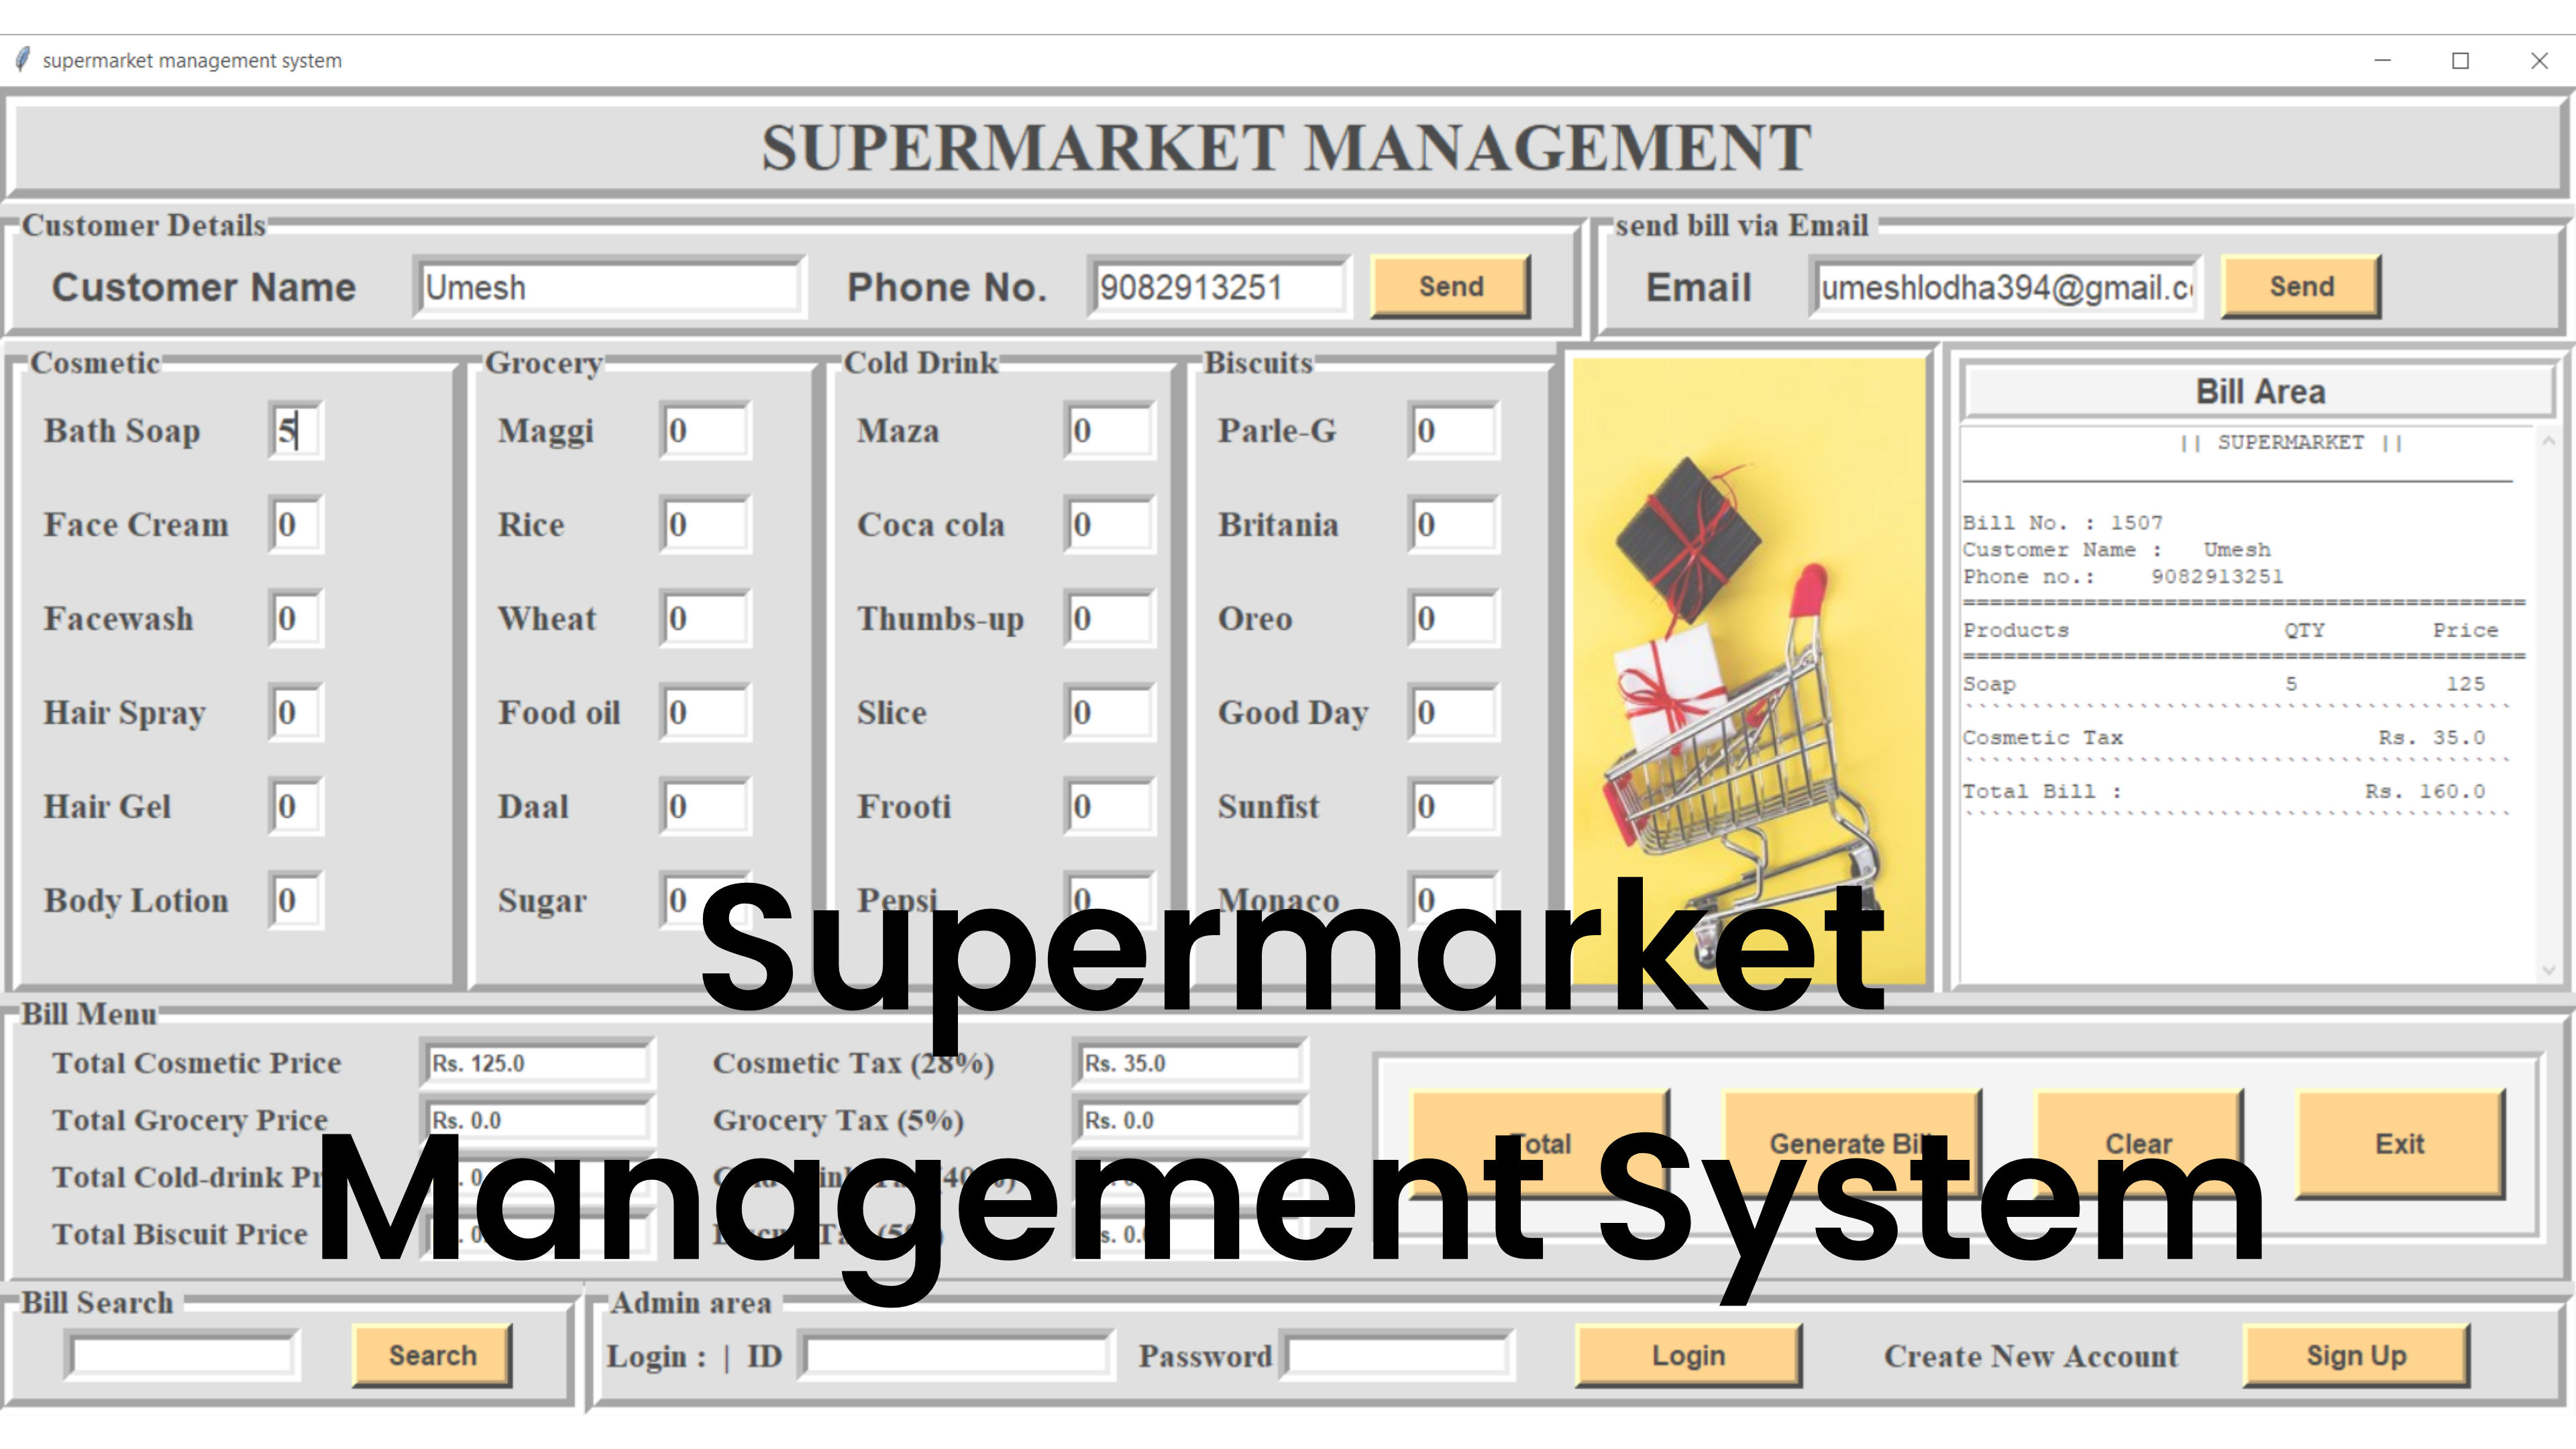 supermarket management system
SUPERMARKET MANAGEMENT
Customer Details
Customer Name Umesh Phone No. 9082913251 Send
send bill via Email
Email umeshlodha394@gmail.c Send
Cosmetic
Bath Soap 5
Face Cream 0
Facewash 0
Hair Spray 0
Hair Gel 0
Body Lotion 0
Grocery
Maggi 0
Rice 0
Wheat 0
Food oil 0
Daal 0
Sugar 0
Cold Drink
Maza 0
Coca cola 0
Thumbs-up 0
Slice 0
Frooti 0
Pepsi 0
Biscuits
Parle-G 0
Britania 0
Oreo 0
Good Day 0
Sunfist 0
Monaco 0
Bill Area
|| SUPERMARKET ||
Bill No. : 1507
Customer Name : Umesh
Phone no.: 9082913251
==========================================
Products QTY Price
==========================================
Soap 5 125
Cosmetic Tax Rs. 35.0
Total Bill : Rs. 160.0
Supermarket
Management System
Bill Menu
Total Cosmetic Price Rs. 125.0 Cosmetic Tax (28%) Rs. 35.0
Total Grocery Price Rs. 0.0 Grocery Tax (5%) Rs. 0.0
Total Cold-drink
Total Biscuit Price
Total Generate Bill Clear Exit
Bill Search
Search
Admin area
Login : | ID Password Login Create New Account Sign Up